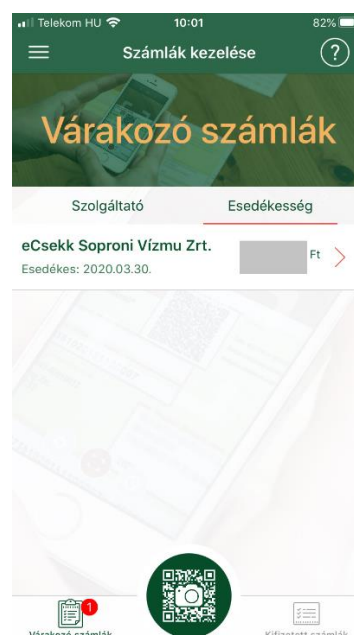 Telekom HU 10:01 82%
Számlák kezelése ?
Várakozó számlák
Szolgáltató Esedékesség
eCsekk Soproni Vízmu Zrt.
Ft
Esedékes: 2020.03.30.
1
Várakozó számlák Kifizetett számlák